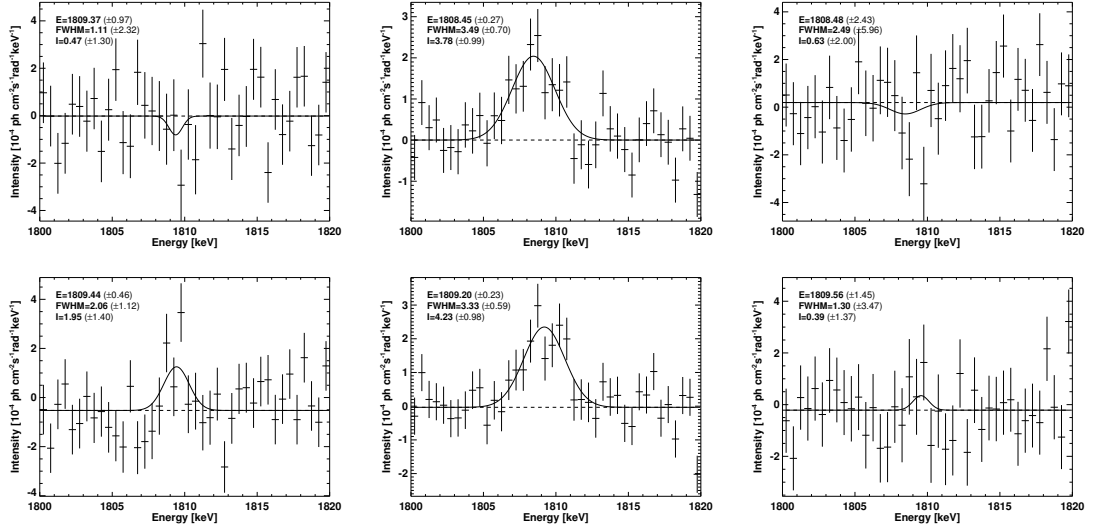 E=1809.37 (±0.97)
FWHM=1.11 (±2.32)
I=0.47 (±1.30)
Intensity [10⁻⁴ ph cm⁻²s⁻¹rad⁻¹keV⁻¹]
4
2
0
-2
-4
1800 1805 1810 1815 1820
Energy [keV]
E=1808.45 (±0.27)
FWHM=3.49 (±0.70)
I=3.78 (±0.99)
Intensity [10⁻⁴ ph cm⁻²s⁻¹rad⁻¹keV⁻¹]
3
2
1
0
-1
1800 1805 1810 1815 1820
Energy [keV]
E=1808.48 (±2.43)
FWHM=2.49 (±5.96)
I=0.63 (±2.00)
Intensity [10⁻⁴ ph cm⁻²s⁻¹rad⁻¹keV⁻¹]
4
2
0
-2
-4
1800 1805 1810 1815 1820
Energy [keV]
E=1809.44 (±0.46)
FWHM=2.06 (±1.12)
I=1.95 (±1.40)
Intensity [10⁻⁴ ph cm⁻²s⁻¹rad⁻¹keV⁻¹]
4
2
0
-2
-4
1800 1805 1810 1815 1820
Energy [keV]
E=1809.20 (±0.23)
FWHM=3.33 (±0.59)
I=4.23 (±0.98)
Intensity [10⁻⁴ ph cm⁻²s⁻¹rad⁻¹keV⁻¹]
3
2
1
0
-1
-2
1800 1805 1810 1815 1820
Energy [keV]
E=1809.56 (±1.45)
FWHM=1.30 (±3.47)
I=0.39 (±1.37)
Intensity [10⁻⁴ ph cm⁻²s⁻¹rad⁻¹keV⁻¹]
4
2
0
-2
1800 1805 1810 1815 1820
Energy [keV]